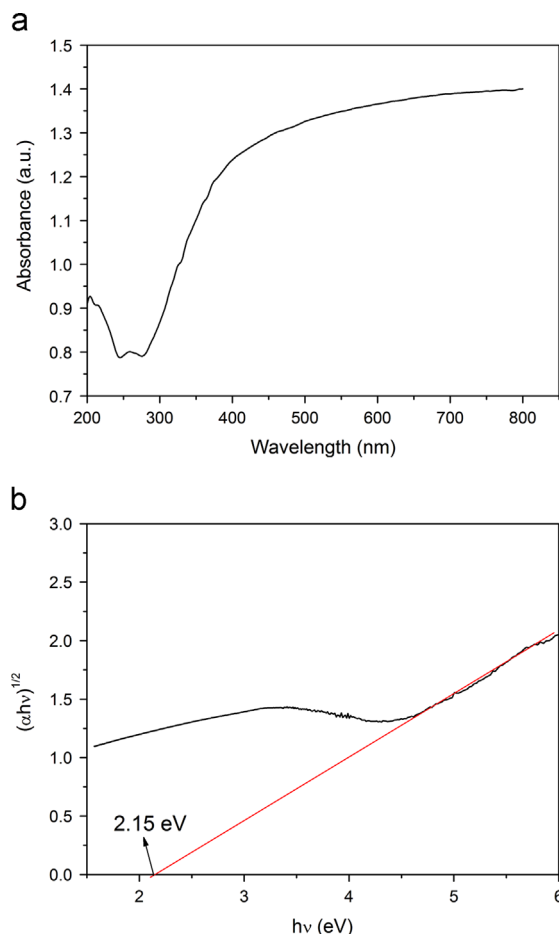 a
1.5
1.4
1.3
1.2
1.1
1.0
0.9
0.8
0.7
Absorbance (a.u.)
200 300 400 500 600 700 800
Wavelength (nm)
b
3.0
2.5
2.0
1.5
1.0
0.5
0.0
(αhν)1/2
2.15 eV
2 3 4 5 6
hν (eV)